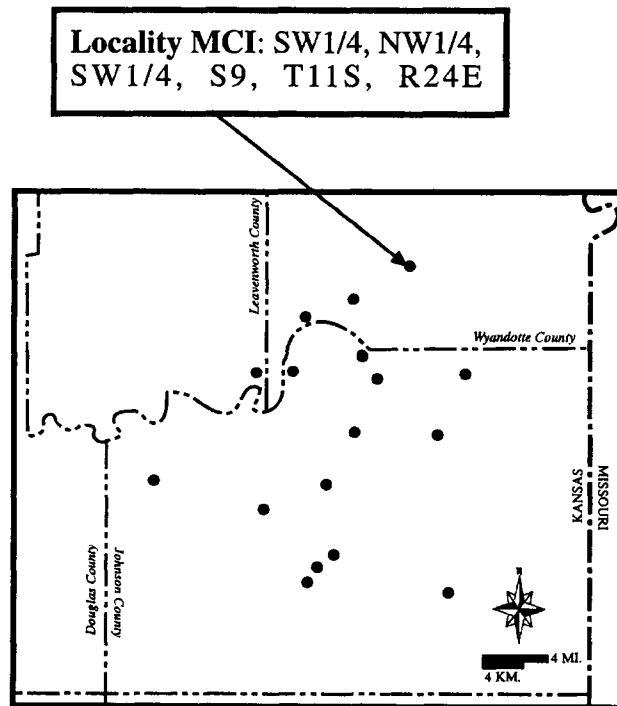 Locality MCI: SW1/4, NW1/4,
SW1/4, S9, T11S, R24E
Leavenworth County
Wyandotte County
KANSAS
MISSOURI
Douglas County
Johnson County
N
4 MI.
4 KM.